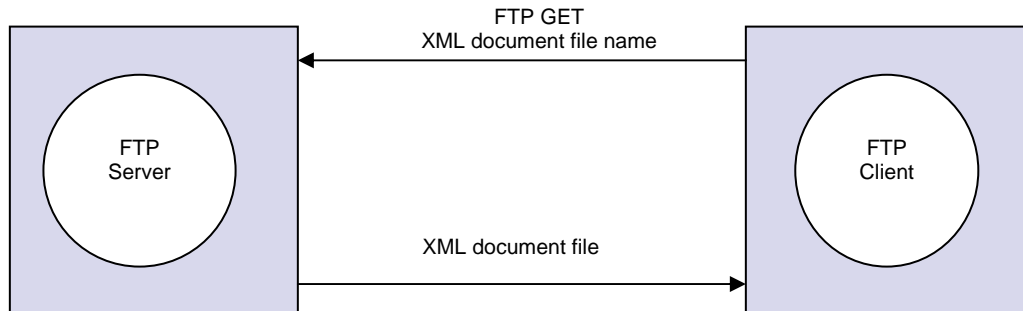 FTP GET
XML document file name
FTP
Server
FTP
Client
XML document file